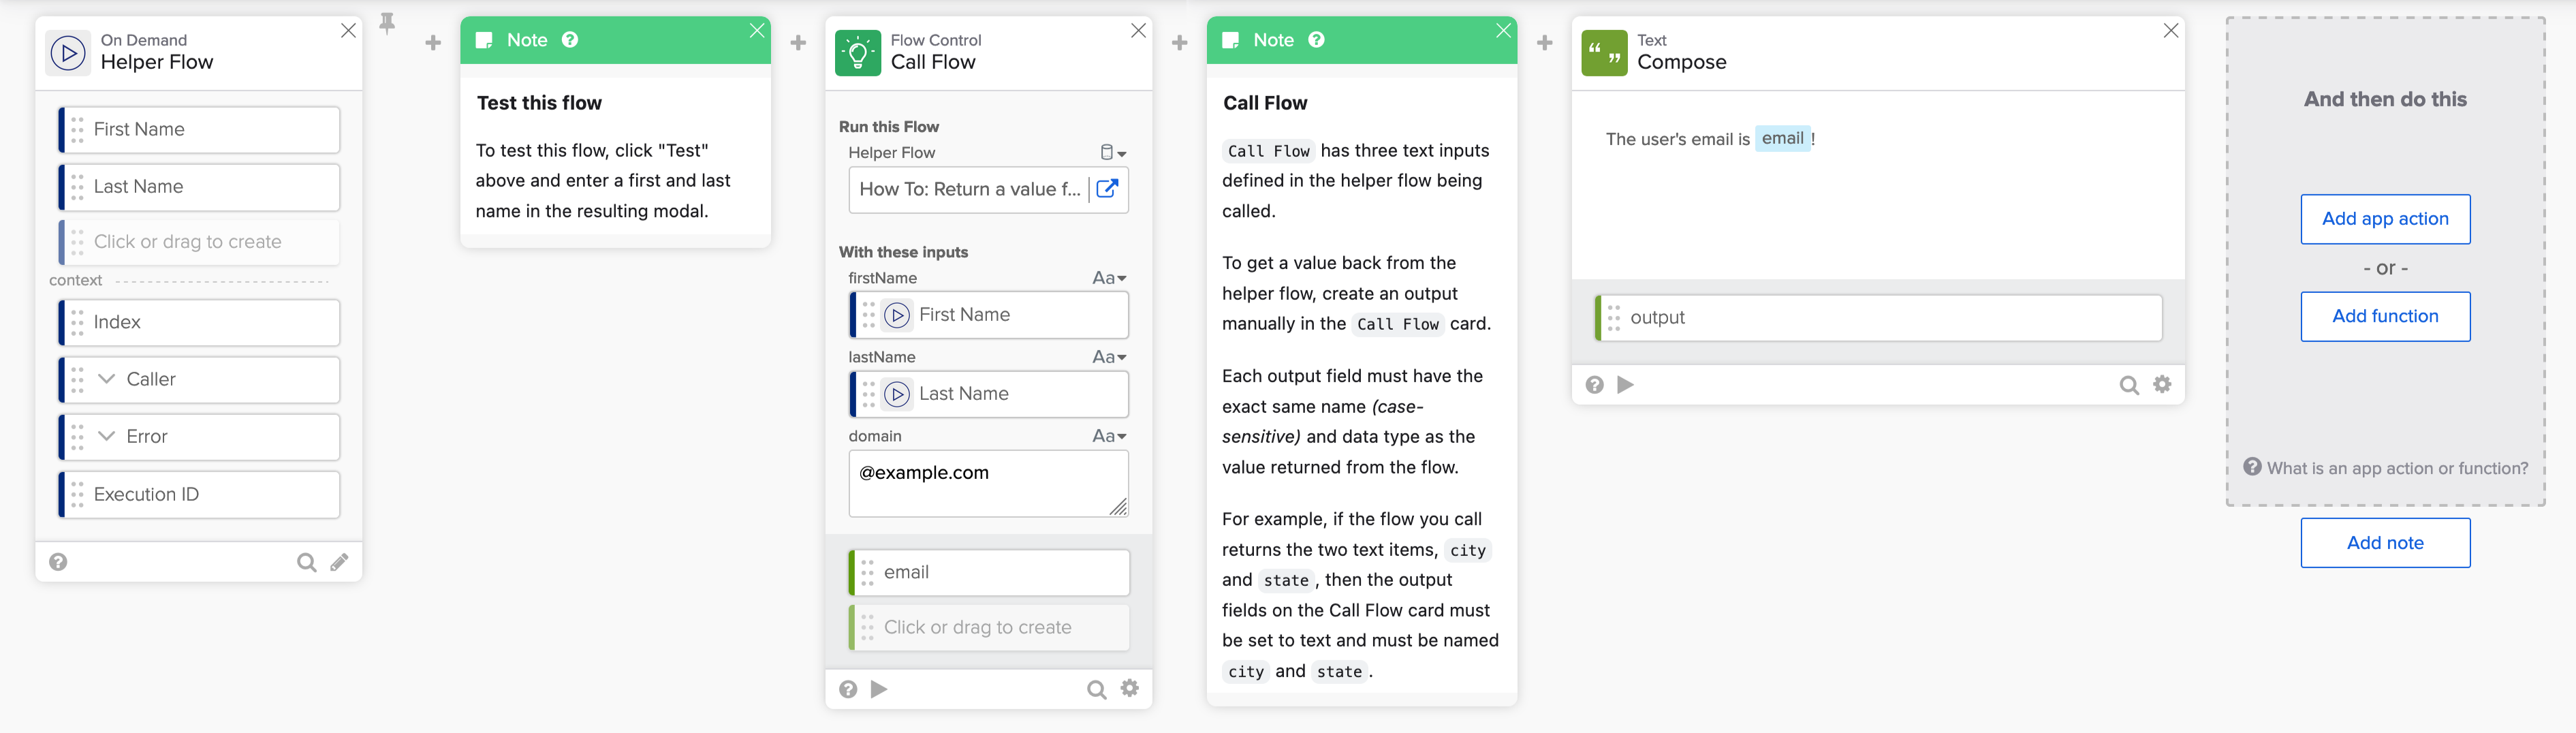 On Demand
Helper Flow
First Name
Last Name
Click or drag to create
context
Index
Caller
Error
Execution ID
Note
Test this flow
To test this flow, click "Test"
above and enter a first and last
name in the resulting modal.
Flow Control
Call Flow
Run this Flow
Helper Flow
How To: Return a value f...
With these inputs
firstName Aa
First Name
lastName Aa
Last Name
domain Aa
@example.com
email
Click or drag to create
Note
Call Flow
Call Flow has three text inputs
defined in the helper flow being
called.
To get a value back from the
helper flow, create an output
manually in the Call Flow card.
Each output field must have the
exact same name (case-
sensitive) and data type as the
value returned from the flow.
For example, if the flow you call
returns the two text items, city
and state, then the output
fields on the Call Flow card must
be set to text and must be named
city and state.
Text
Compose
The user's email is email!
output
And then do this
Add app action
- or -
Add function
What is an app action or function?
Add note